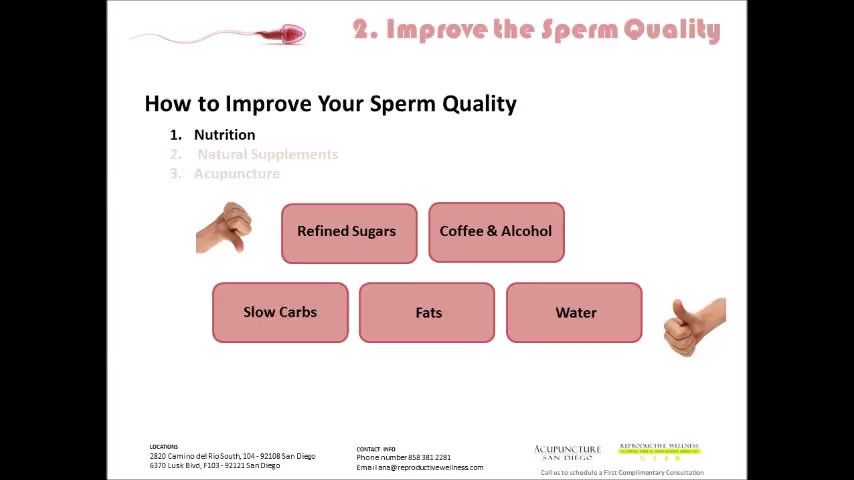 2. Improve the Sperm Quality
How to Improve Your Sperm Quality
1. Nutrition
2. Natural Supplements
3. Acupuncture
Refined Sugars
Coffee & Alcohol
Slow Carbs
Fats
Water
LOCATIONS
2820 Camino del Rio South, 104 - 92108 San Diego
6370 Lusk Blvd, F103 - 92121 San Diego
CONTACT INFO
Phone number 858 381 2281
Email ana@reproductivewellness.com
ACUPUNCTURE
SAN DIEGO
REPRODUCTIVE WELLNESS
Call us to schedule a First Complimentary Consultation